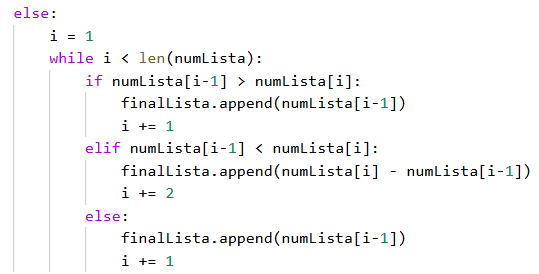 else:
    i = 1
    while i < len(numLista):
        if numLista[i-1] > numLista[i]:
            finalLista.append(numLista[i-1])
            i += 1
        elif numLista[i-1] < numLista[i]:
            finalLista.append(numLista[i] - numLista[i-1])
            i += 2
        else:
            finalLista.append(numLista[i-1])
            i += 1